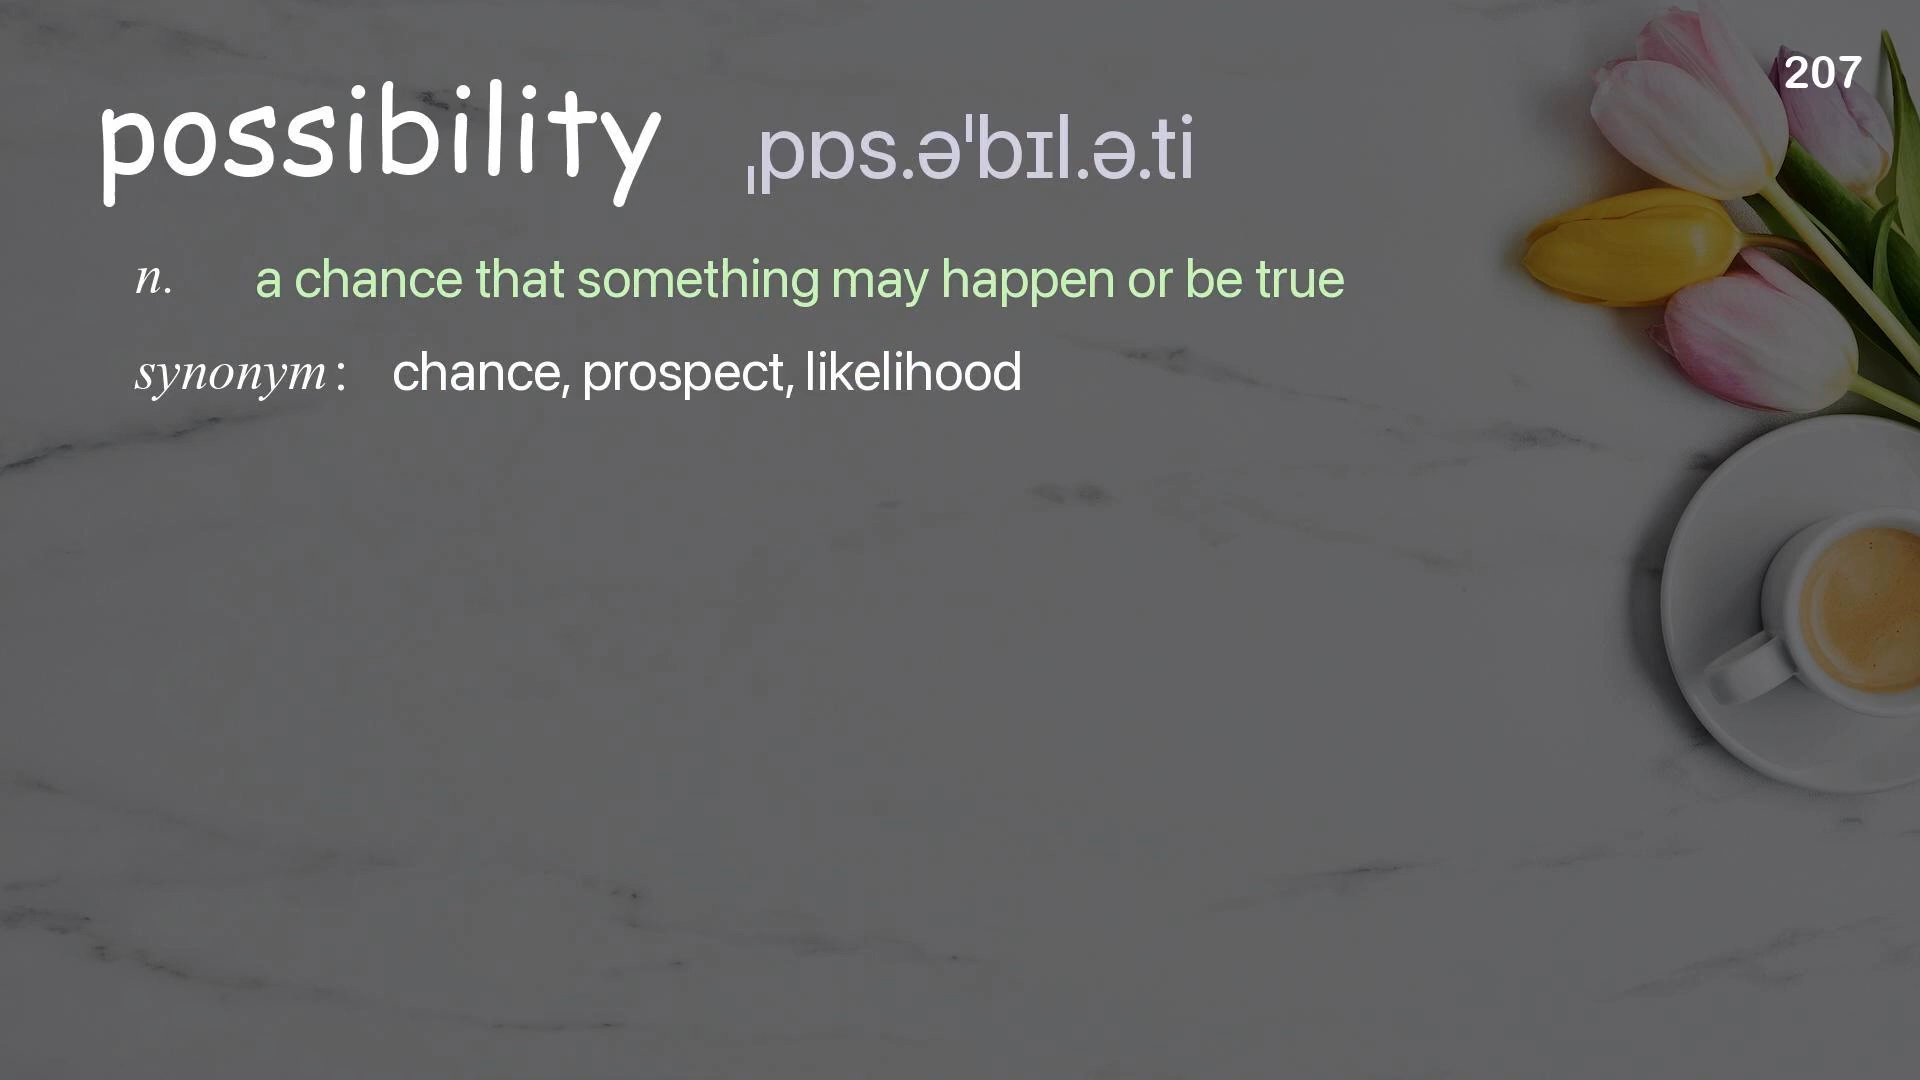 207
possibility ˌpɒs.əˈbɪl.ə.ti
n. a chance that something may happen or be true
synonym: chance, prospect, likelihood